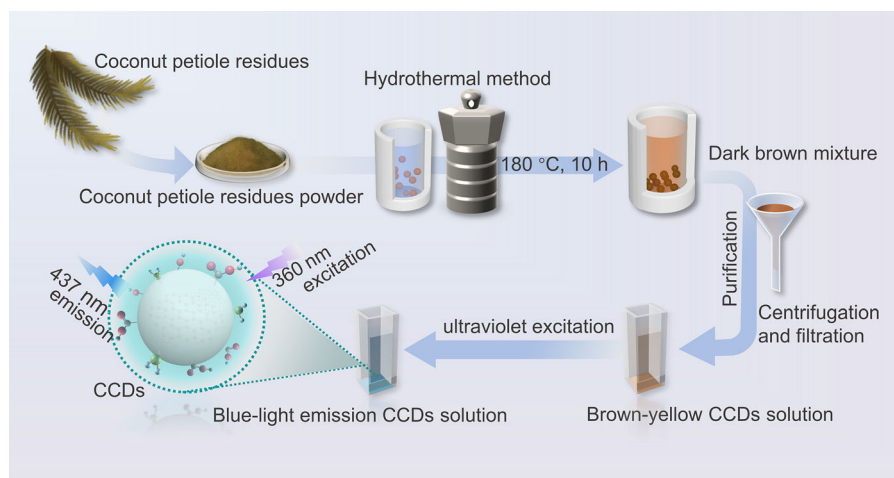 Coconut petiole residues
Coconut petiole residues powder
Hydrothermal method
180 °C, 10 h
Dark brown mixture
Purification
Centrifugation
and filtration
Brown-yellow CCDs solution
ultraviolet excitation
Blue-light emission CCDs solution
360 nm
excitation
437 nm
emission
CCDs